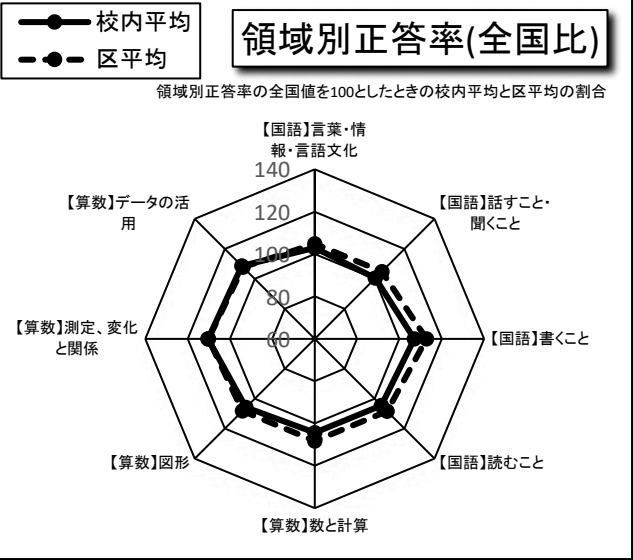 校内平均
区平均
領域別正答率(全国比)
領域別正答率の全国値を100としたときの校内平均と区平均の割合
【国語】言葉・情
報・言語文化
【国語】話すこと・
聞くこと
【国語】書くこと
【国語】読むこと
【算数】数と計算
【算数】図形
【算数】測定、変化
と関係
【算数】データの活
用
140
120
100
80
60